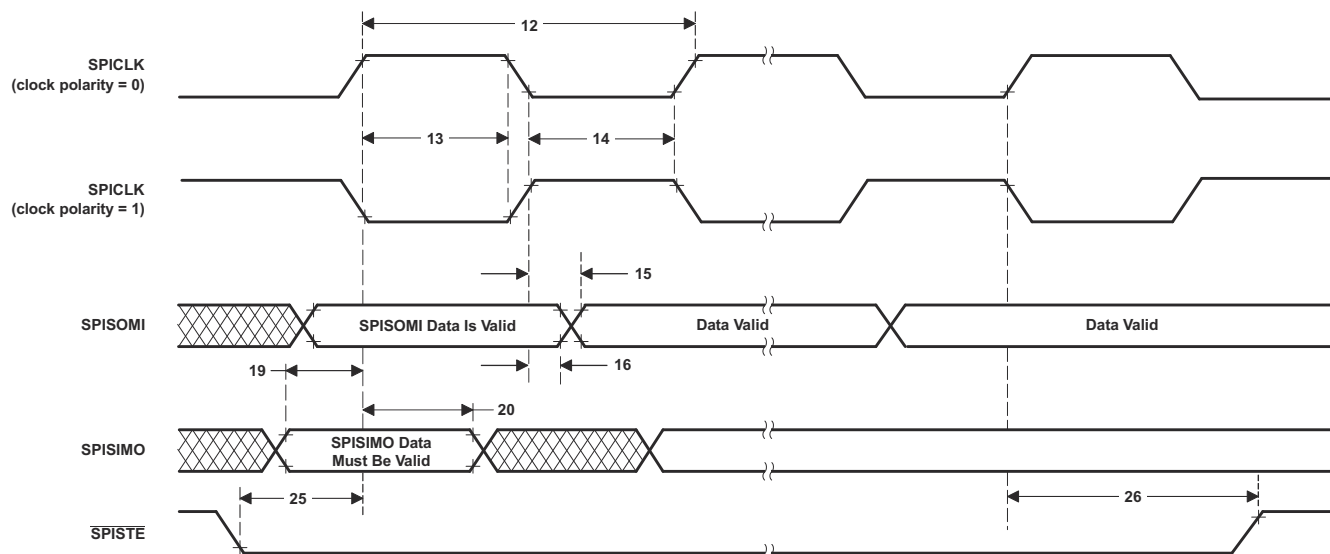 12
SPICLK
(clock polarity = 0)
13
14
SPICLK
(clock polarity = 1)
15
SPISOMI
SPISOMI Data Is Valid
Data Valid
Data Valid
16
19
20
SPISIMO
SPISIMO Data
Must Be Valid
25
26
SPISTE